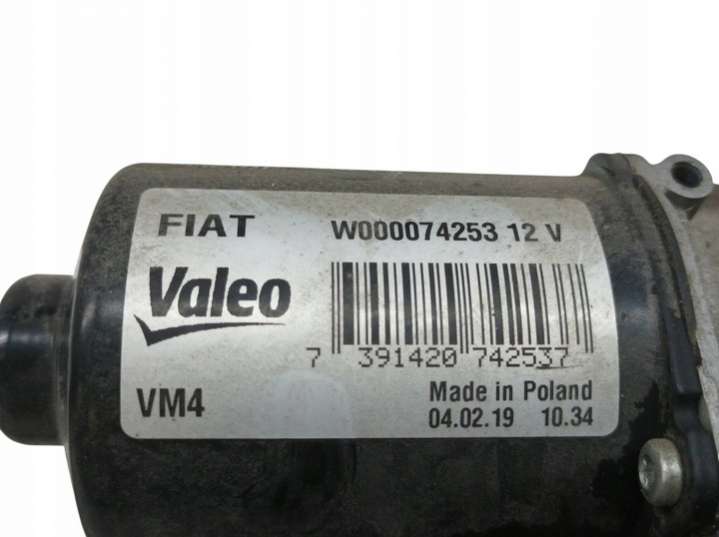 FIAT W000074253 12 V
Valeo
7 391420 742537
VM4 Made in Poland
04.02.19 10.34